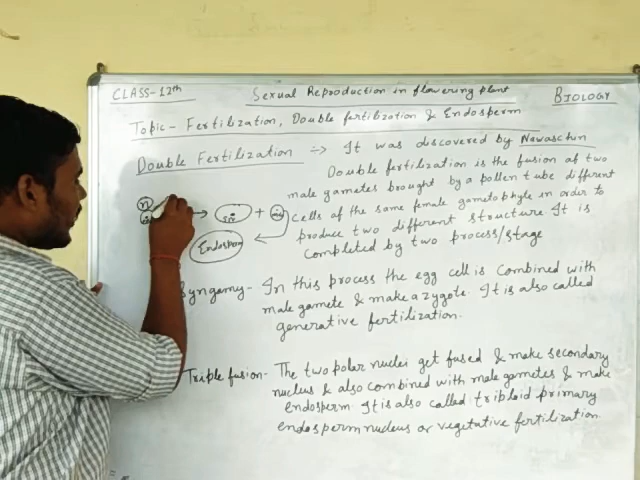 CLASS-12th Sexual Reproduction in flowering plant BIOLOGY
Topic- Fertilization, Double fertilization & Endosperm
Double Fertilization :-> It was discovered by Nawaschin
Double fertilization is the fusion of two
male gametes brought by a pollen tube different
cells of the same female gametophyte in order to
produce two different structure. It is
completed by two process/stage
n
+
Endosperm
Syngamy- In this process the egg cell is combined with
male gamete & make a zygote. It is also called
generative fertilization.
Triple fusion- The two polar nuclei get fused & make secondary
nucleus & also combined with male gametes & make
endosperm. It is also called triploid primary
endosperm nucleus or vegetative fertilization.